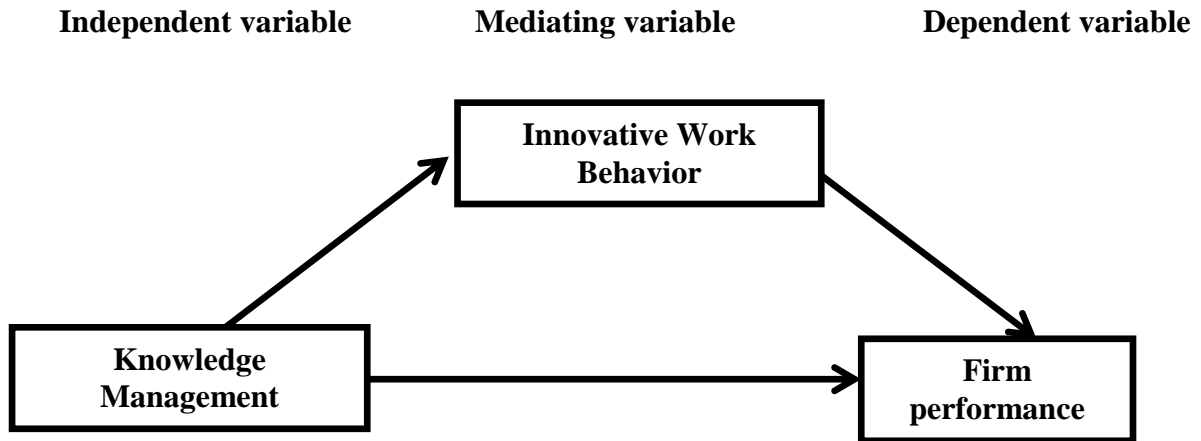 Independent variable
Mediating variable
Dependent variable
Innovative Work
Behavior
Knowledge
Management
Firm
performance